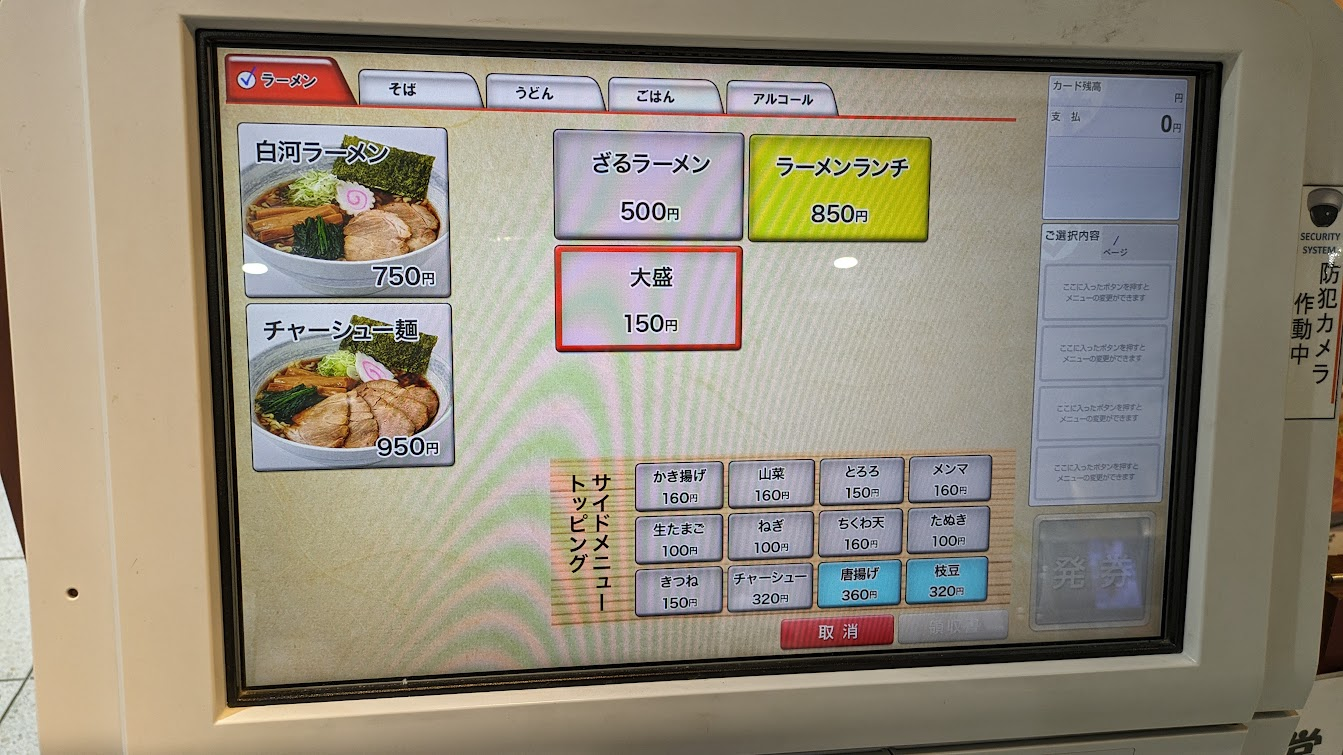 ラーメン
そば
うどん
ごはん
アルコール
白河ラーメン
750円
チャーシュー麺
950円
ざるラーメン
500円
ラーメンランチ
850円
大盛
150円
サイドメニュー
トッピング
かき揚げ
160円
山菜
160円
とろろ
150円
メンマ
160円
生たまご
100円
ねぎ
100円
ちくわ天
160円
たぬき
100円
きつね
150円
チャーシュー
320円
唐揚げ
360円
枝豆
320円
取消
カード残高
円
支払
0円
ご選択内容
/
ページ
ここに入ったボタンを押すと
メニューの変更ができます
ここに入ったボタンを押すと
メニューの変更ができます
ここに入ったボタンを押すと
メニューの変更ができます
ここに入ったボタンを押すと
メニューの変更ができます
発券
SECURITY
SYSTEM
防犯カメラ
作動中
堂